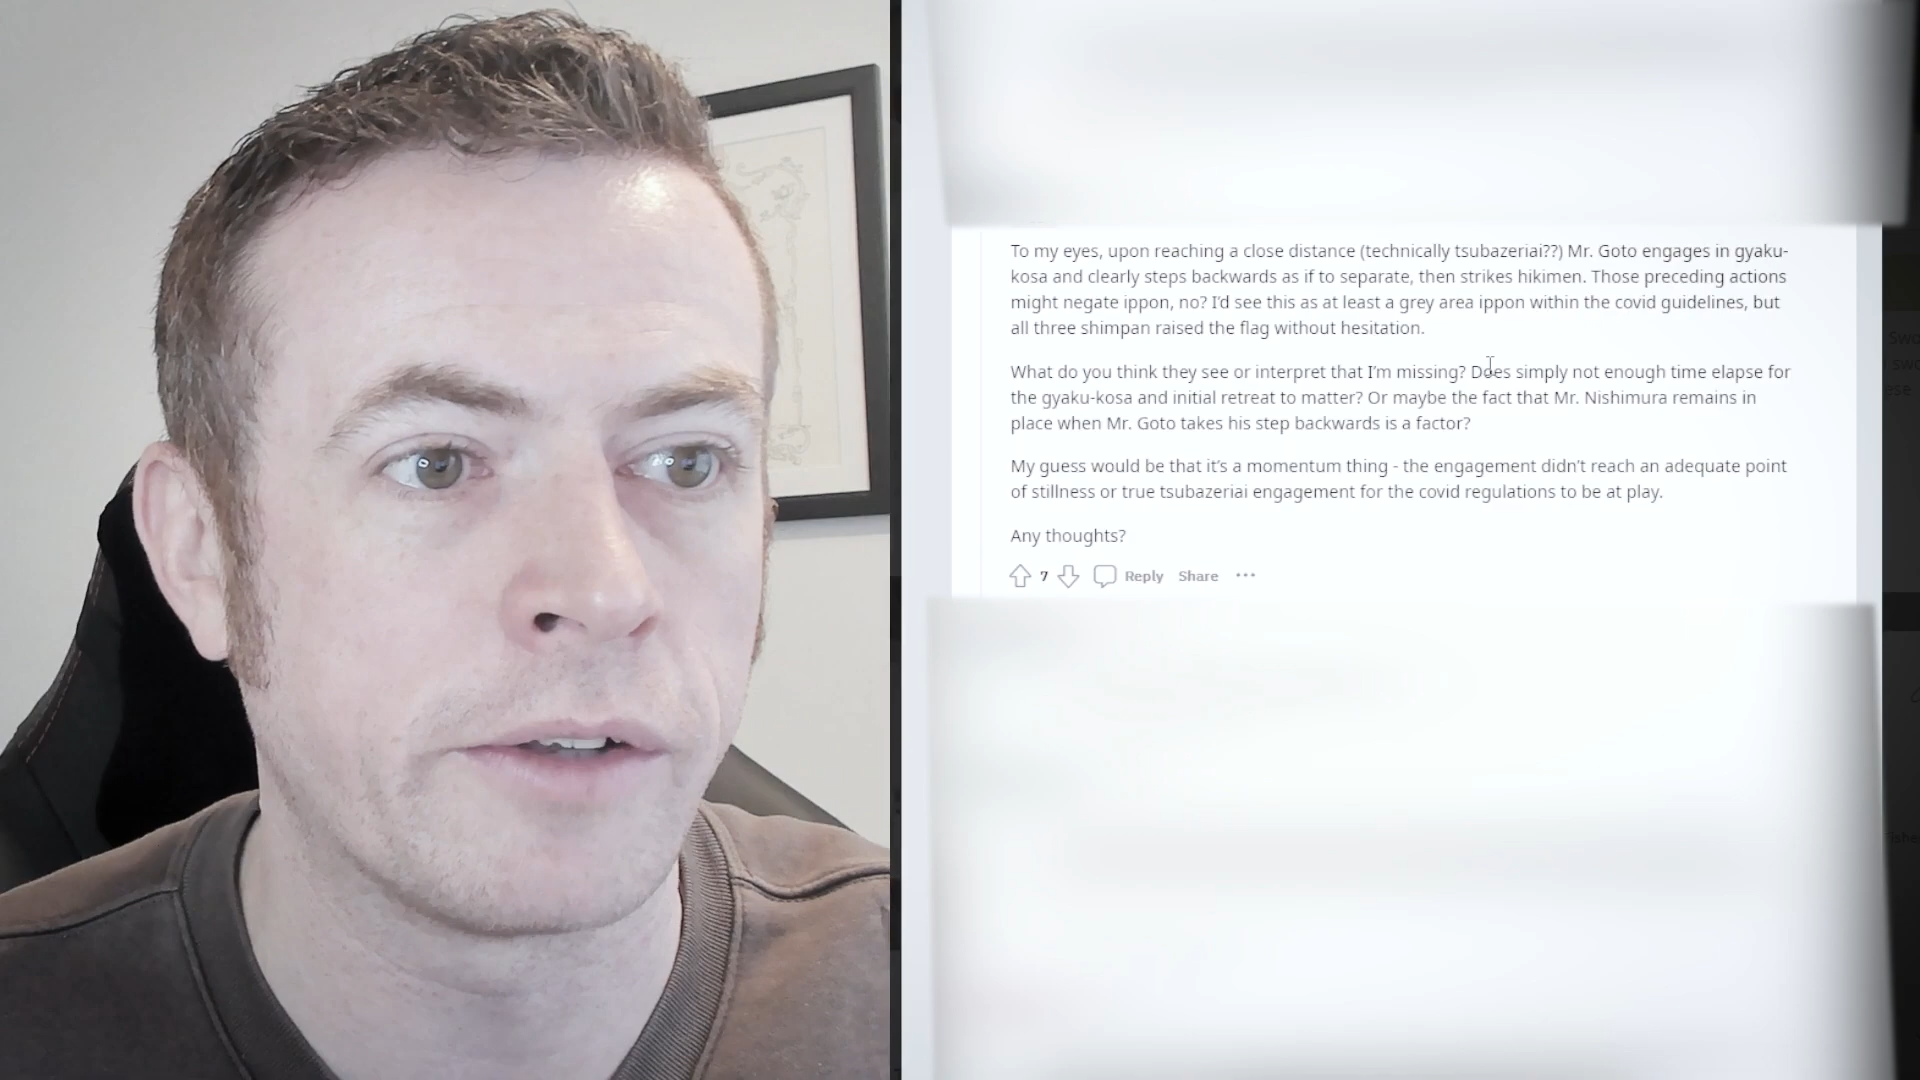 To my eyes, upon reaching a close distance (technically tsubazeriai??) Mr. Goto engages in gyaku-
kosa and clearly steps backwards as if to separate, then strikes hikimen. Those preceding actions
might negate ippon, no? I'd see this as at least a grey area ippon within the covid guidelines, but
all three shimpan raised the flag without hesitation.
What do you think they see or interpret that I'm missing? Does simply not enough time elapse for
the gyaku-kosa and initial retreat to matter? Or maybe the fact that Mr. Nishimura remains in
place when Mr. Goto takes his step backwards is a factor?
My guess would be that it's a momentum thing - the engagement didn't reach an adequate point
of stillness or true tsubazeriai engagement for the covid regulations to be at play.
Any thoughts?
7 Reply Share ···